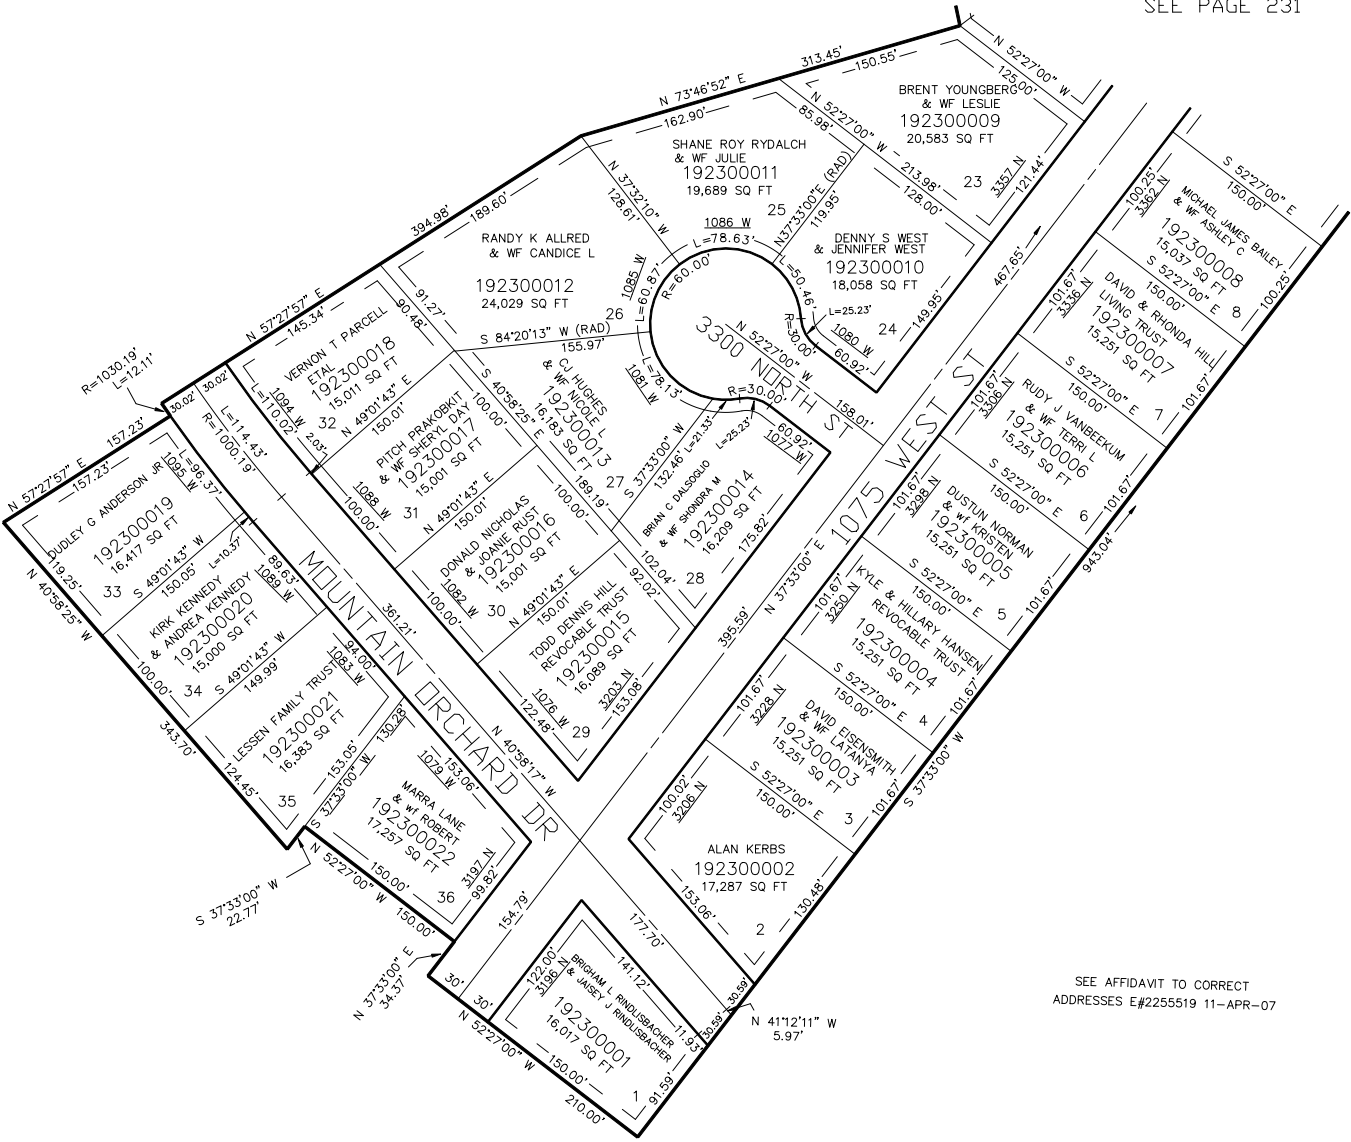 SEE PAGE 231
N 52°27'00" W
125.00'
313.45'
150.55'
N 73°46'52" E
162.90'
BRENT YOUNGBERG
& WF LESLIE
192300009
20,583 SQ FT
23
3357 N
121.44'
N 52°27'00" W
213.98'
85.98'
128.00'
SHANE ROY RYDALCH
& WF JULIE
192300011
19,689 SQ FT
25
1086 W
L=78.63'
N37°33'00"E (RAD)
119.95'
N 37°32'10" W
128.61'
DENNY S WEST
& JENNIFER WEST
192300010
18,058 SQ FT
24
149.95'
1080 W
60.92'
L=50.46'
L=25.23'
R=30.00'
394.98'
189.60'
RANDY K ALLRED
& WF CANDICE L
192300012
24,029 SQ FT
26
1085 W
L=60.87'
R=60.00'
91.27'
S 84°20'13" W (RAD)
155.97'
N 57°27'57" E
145.34'
VERNON T PARCELL
ETAL
192300018
15,011 SQ FT
32
1094 W
L=110.02'
2.03'
90.48'
N 49°01'43" E
150.01'
R=1030.19'
L=12.11'
30.02'
30.02'
L=114.43'
R=1000.19'
PITCH PRAKOBKIT
& WF SHERYL DAY
192300017
15,001 SQ FT
31
1088 W
100.00'
100.00'
S 40°58'25" E
N 49°01'43" E
150.01'
CJ HUGHES
& WF NICOLE L
192300013
16,183 SQ FT
27
1081 W
L=78.13'
189.19'
S 37°33'00" W
132.46'
L=21.33'
L=25.23'
R=30.00'
60.92'
1077 W
3300 NORTH ST
N 52°27'00" W
158.01'
BRIAN C DALSOGLIO
& WF SHONDRA M
192300014
16,209 SQ FT
28
175.82'
102.04'
DONALD NICHOLAS
& JOANIE RUST
192300016
15,001 SQ FT
30
1082 W
100.00'
100.00'
N 49°01'43" E
150.01'
TODD DENNIS HILL
REVOCABLE TRUST
192300015
16,089 SQ FT
29
92.02'
1076 W
122.48'
3203 N
153.08'
157.23'
N 57°27'57" E
157.23'
DUDLEY G ANDERSON JR
192300019
16,417 SQ FT
33
1095 W
L=96.37'
L=10.37'
119.25'
S 49°01'43" W
150.05'
N 40°58'25" W
343.70'
KIRK KENNEDY
& ANDREA KENNEDY
192300020
15,000 SQ FT
34
89.63'
1089 W
100.00'
S 49°01'43" W
149.99'
LESSEN FAMILY TRUST
192300021
16,383 SQ FT
35
94.00'
1083 W
124.45'
153.05'
S 37°33'00" W
130.28'
MOUNTAIN ORCHARD DR
361.21'
N 40°58'17" W
177.70'
MARRA LANE
& wf ROBERT
192300022
17,257 SQ FT
36
1079 W
153.06'
3197 N
99.82'
150.00'
N 52°27'00" W
150.00'
S 37°33'00" W
22.77'
N 37°33'00" E
34.37'
30'
30'
154.79'
1075 WEST ST
467.65'
N 37°33'00" E
395.59'
S 52°27'00" E
150.00'
100.25'
3362 N
MICHAEL JAMES BAILEY
& WF ASHLEY C
192300008
15,037 SQ FT
8
100.25'
S 52°27'00" E
150.00'
101.67'
3336 N
DAVID & RHONDA HILL
LIVING TRUST
192300007
15,251 SQ FT
7
101.67'
S 52°27'00" E
150.00'
101.67'
3306 N
RUDY J VANBEEKUM
& WF TERRI L
192300006
15,251 SQ FT
6
101.67'
S 52°27'00" E
150.00'
101.67'
3298 N
DUSTUN NORMAN
& wf KRISTEN
192300005
15,251 SQ FT
5
101.67'
943.04'
S 52°27'00" E
150.00'
101.67'
3250 N
KYLE & HILLARY HANSEN
REVOCABLE TRUST
192300004
15,251 SQ FT
4
101.67'
S 52°27'00" E
150.00'
101.67'
3228 N
DAVID EISENSMITH
& WF LATANYA
192300003
15,251 SQ FT
3
101.67'
S 37°33'00" W
S 52°27'00" E
150.00'
100.02'
3206 N
ALAN KERBS
192300002
17,287 SQ FT
2
153.06'
130.48'
30.59'
30.59'
N 41°12'11" W
5.97'
122.00'
3196 N
141.12'
11.93'
BRIGHAM L RINDLISBACHER
& JAISEY J RINDLISBACHER
192300001
16,017 SQ FT
1
91.59'
150.00'
N 52°27'00" W
210.00'
SEE AFFIDAVIT TO CORRECT
ADDRESSES E#2255519 11-APR-07